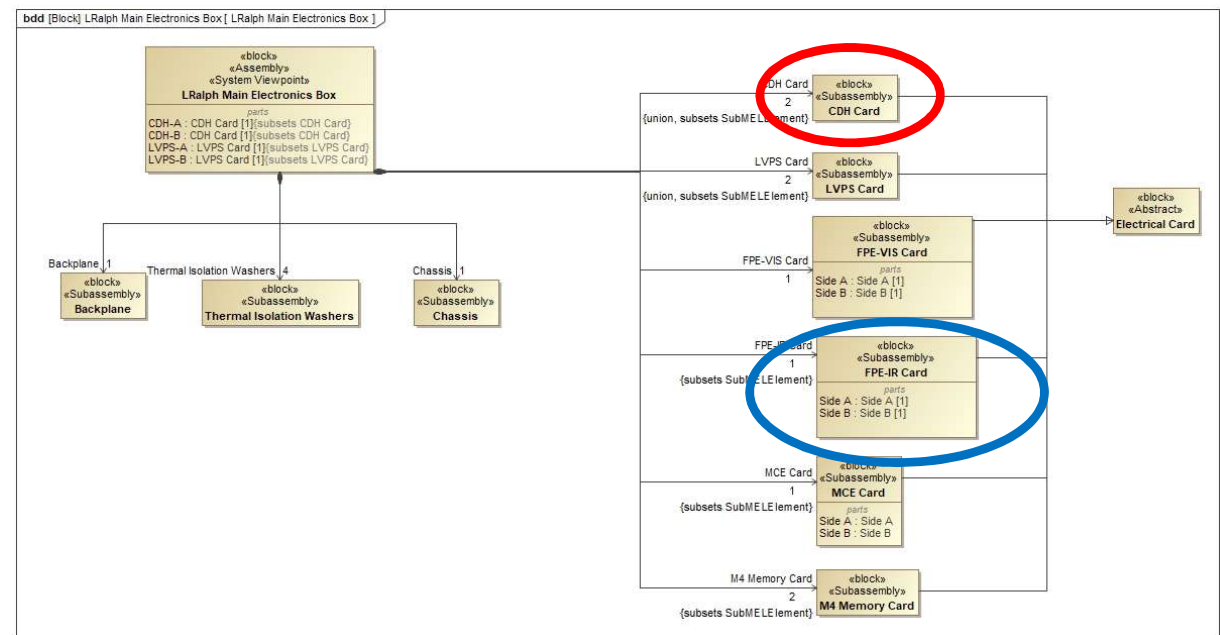 bdd [Block] LRalph Main Electronics Box [ LRalph Main Electronics Box ]
«block»
«Assembly»
«System Viewpoint»
LRalph Main Electronics Box
parts
CDH-A : CDH Card [1]{subsets CDH Card}
CDH-B : CDH Card [1]{subsets CDH Card}
LVPS-A : LVPS Card [1]{subsets LVPS Card}
LVPS-B : LVPS Card [1]{subsets LVPS Card}
Backplane 1
«block»
«Subassembly»
Backplane
Thermal Isolation Washers 4
«block»
«Subassembly»
Thermal Isolation Washers
Chassis 1
«block»
«Subassembly»
Chassis
CDH Card
2
{union, subsets SubMELElement}
«block»
«Subassembly»
CDH Card
LVPS Card
2
{union, subsets SubMELElement}
«block»
«Subassembly»
LVPS Card
FPE-VIS Card
1
«block»
«Subassembly»
FPE-VIS Card
parts
Side A : Side A [1]
Side B : Side B [1]
FPE-IR Card
1
{subsets SubMELElement}
«block»
«Subassembly»
FPE-IR Card
parts
Side A : Side A [1]
Side B : Side B [1]
MCE Card
1
{subsets SubMELElement}
«block»
«Subassembly»
MCE Card
parts
Side A : Side A
Side B : Side B
M4 Memory Card
2
{subsets SubMELElement}
«block»
«Subassembly»
M4 Memory Card
«block»
«Abstract»
Electrical Card